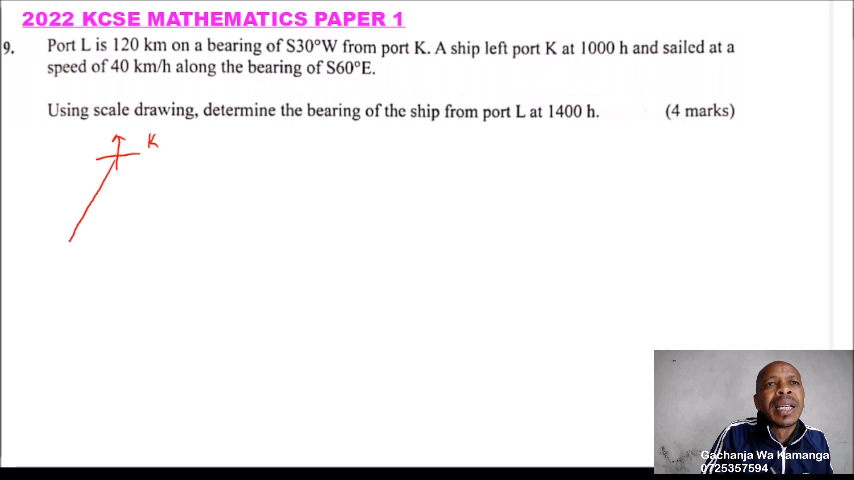 2022 KCSE MATHEMATICS PAPER 1
9. Port L is 120 km on a bearing of S30°W from port K. A ship left port K at 1000 h and sailed at a
speed of 40 km/h along the bearing of S60°E.
Using scale drawing, determine the bearing of the ship from port L at 1400 h. (4 marks)
K
Gachanja Wa Kamanga
0725357594